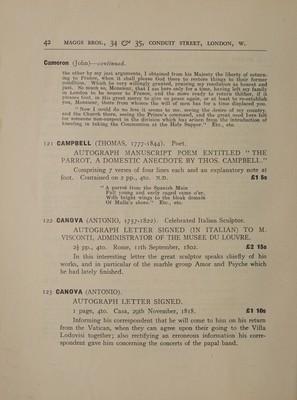 42 MAGGS BROS., 34 & 35, CONDUIT STREET, LONDON, W.
Cameron (John)—continued.
the other by my just arguments, I obtained from his Majesty the liberty of return-
ing to France, when it shall please God there to restore things to their former
condition. Which he very willingly granted, praising my resolution as honest and
just. So much so, Monsieur, that I am here only for a time, having left my family
in London to be nearer to France, and the more ready to return thither, if it
pleases God, in His great mercy to give us peace again, or at least to reestablish
you, Monsieur, there from whence the will of men has for a time displaced you.
"Now I could do no less it seems to me, seeing the desire of my country,
and the Church there, seeing the Prince's command, and the great need here felt
for someone non-suspect in the division which has arisen from the introduction of
kneeling in taking the Communion at the Holy Supper." Etc., etc.
121 CAMPBELL (THOMAS, 1777-1844). Poet.
AUTOGRAPH MANUSCRIPT POEM ENTITLED "THE
PARROT, A DOMESTIC ANECDOTE BY THOS. CAMPBELL."
Comprising 7 verses of four lines each and an explanatory note at
foot. Contained on 2 pp., 4to. N.D. £1 5s
"A parrot from the Spanish Main
Full young and early caged came o'er,
With bright wings to the bleak domain
Of Mulla's shore." Etc., etc.
122 CANOVA (ANTONIO, 1757-1822). Celebrated Italian Sculptor.
AUTOGRAPH LETTER SIGNED (IN ITALIAN) TO M.
VISCONTI, ADMINISTRATOR OF THE MUSEE DU LOUVRE.
2½ pp., 4to. Rome, 11th September, 1802. £2 15s
In this interesting letter the great sculptor speaks chiefly of his
works, and in particular of the marble group Amor and Psyche which
he had lately finished.
123 CANOVA (ANTONIO).
AUTOGRAPH LETTER SIGNED.
1 page, 4to. Casa, 29th November, 1818. £1 10s
Informing his correspondent that he will come to him on his return
from the Vatican, when they can agree upon their going to the Villa
Lodovisi together; also rectifying an erroneous information his corre-
spondent gave him concerning the concerts of the papal band.